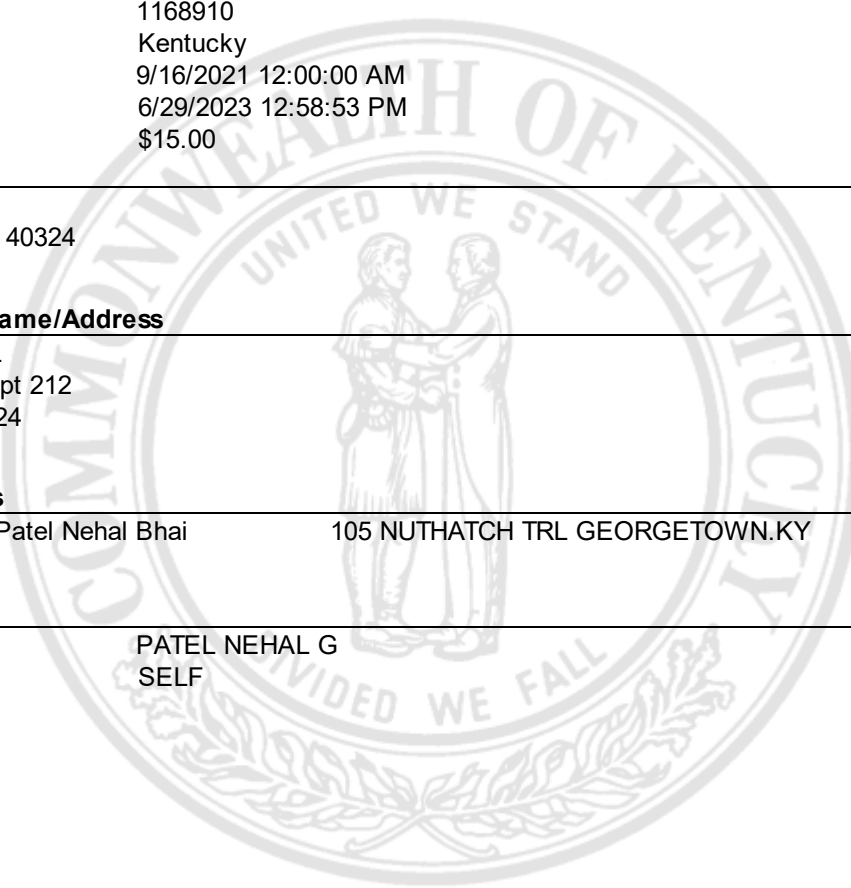 1168910
Kentucky
9/16/2021 12:00:00 AM
6/29/2023 12:58:53 PM
$15.00
40324
ame/Address
pt 212
24
s
Patel Nehal Bhai 105 NUTHATCH TRL GEORGETOWN.KY
PATEL NEHAL G
SELF
COMMONWEALTH OF KENTUCKY
UNITED WE STAND
DIVIDED WE FALL